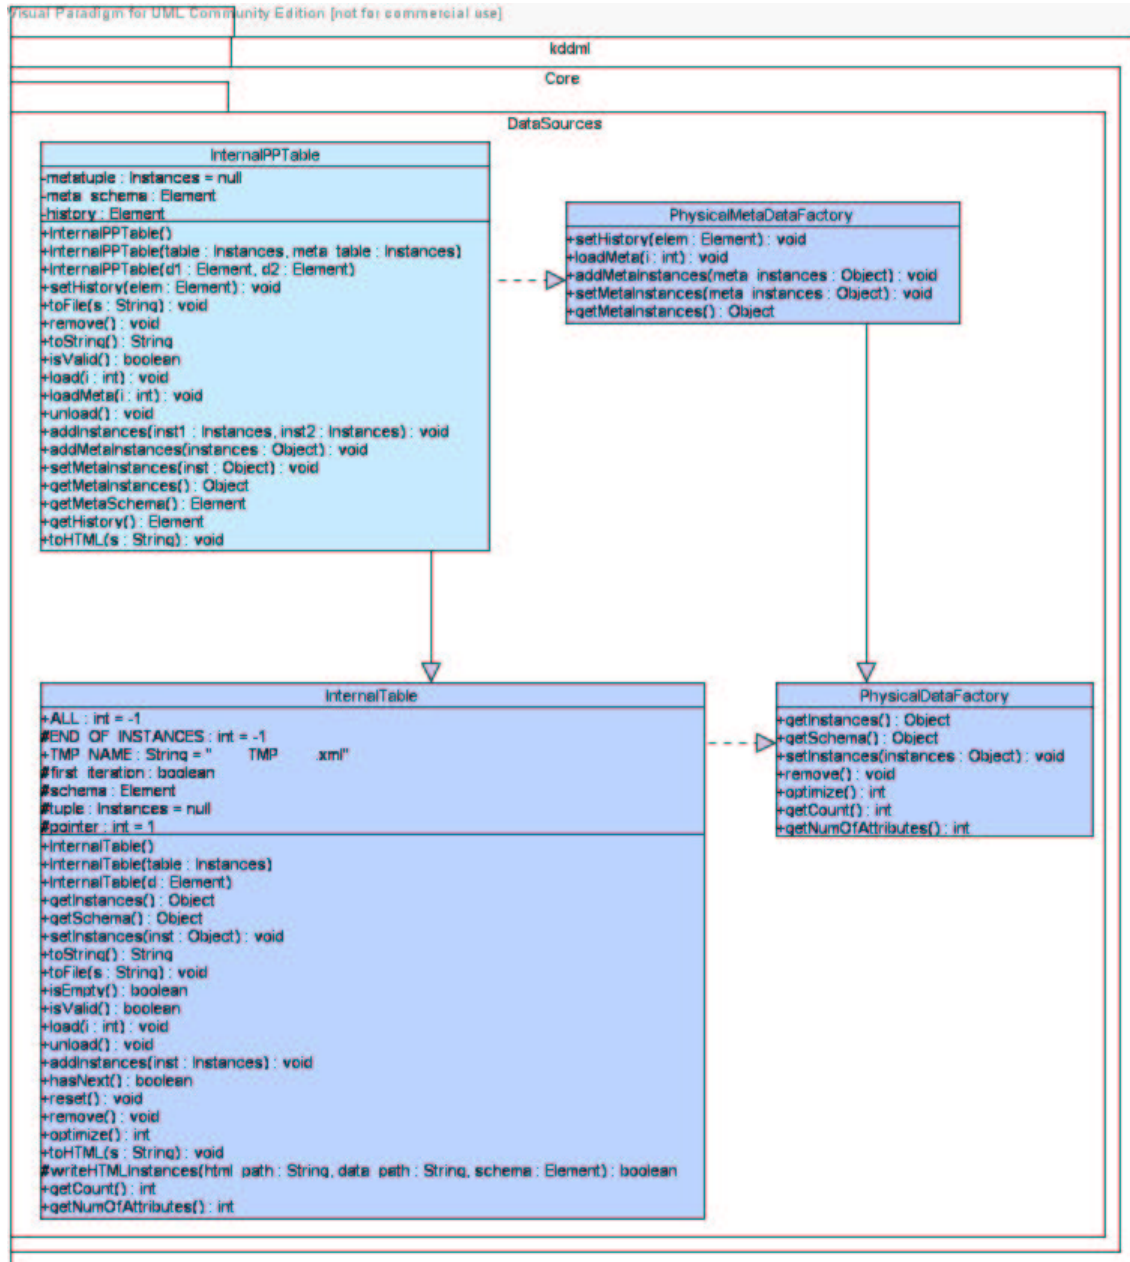 Visual Paradigm for UML Community Edition [not for commercial use]
kddml
Core
DataSources
InternalPPTable
-metatuple : Instances = null
-meta_schema : Element
-history : Element
+InternalPPTable()
+InternalPPTable(table : Instances, meta_table : Instances)
+InternalPPTable(d1 : Element, d2 : Element)
+setHistory(elem : Element) : void
+toFile(s : String) : void
+remove() : void
+toString() : String
+isValid() : boolean
+load(i : int) : void
+loadMeta(i : int) : void
+unload() : void
+addInstances(inst1 : Instances, inst2 : Instances) : void
+addMetaInstances(instances : Object) : void
+setMetaInstances(inst : Object) : void
+getMetaInstances() : Object
+getMetaSchema() : Element
+getHistory() : Element
+toHTML(s : String) : void
PhysicalMetaDataFactory
+setHistory(elem : Element) : void
+loadMeta(i : int) : void
+addMetaInstances(meta_instances : Object) : void
+setMetaInstances(meta_instances : Object) : void
+getMetaInstances() : Object
InternalTable
+ALL : int = -1
#END_OF_INSTANCES : int = -1
+TMP_NAME : String = "____TMP____.xml"
#first_iteration : boolean
#schema : Element
#tuple : Instances = null
#pointer : int = 1
+InternalTable()
+InternalTable(table : Instances)
+InternalTable(d : Element)
+getInstances() : Object
+getSchema() : Object
+setInstances(inst : Object) : void
+toString() : String
+toFile(s : String) : void
+isEmpty() : boolean
+isValid() : boolean
+load(i : int) : void
+unload() : void
+addInstances(inst : Instances) : void
+hasNext() : boolean
+reset() : void
+remove() : void
+optimize() : int
+toHTML(s : String) : void
#writeHTMLInstances(html_path : String, data_path : String, schema : Element) : boolean
+getCount() : int
+getNumOfAttributes() : int
PhysicalDataFactory
+getInstances() : Object
+getSchema() : Object
+setInstances(instances : Object) : void
+remove() : void
+optimize() : int
+getCount() : int
+getNumOfAttributes() : int